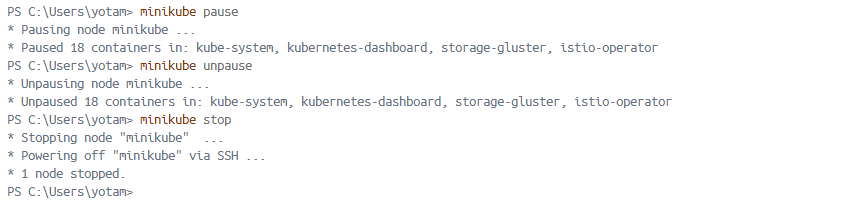 PS C:\Users\yotam> minikube pause
* Pausing node minikube ...
* Paused 18 containers in: kube-system, kubernetes-dashboard, storage-gluster, istio-operator
PS C:\Users\yotam> minikube unpause
* Unpausing node minikube ...
* Unpaused 18 containers in: kube-system, kubernetes-dashboard, storage-gluster, istio-operator
PS C:\Users\yotam> minikube stop
* Stopping node "minikube"  ...
* Powering off "minikube" via SSH ...
* 1 node stopped.
PS C:\Users\yotam>